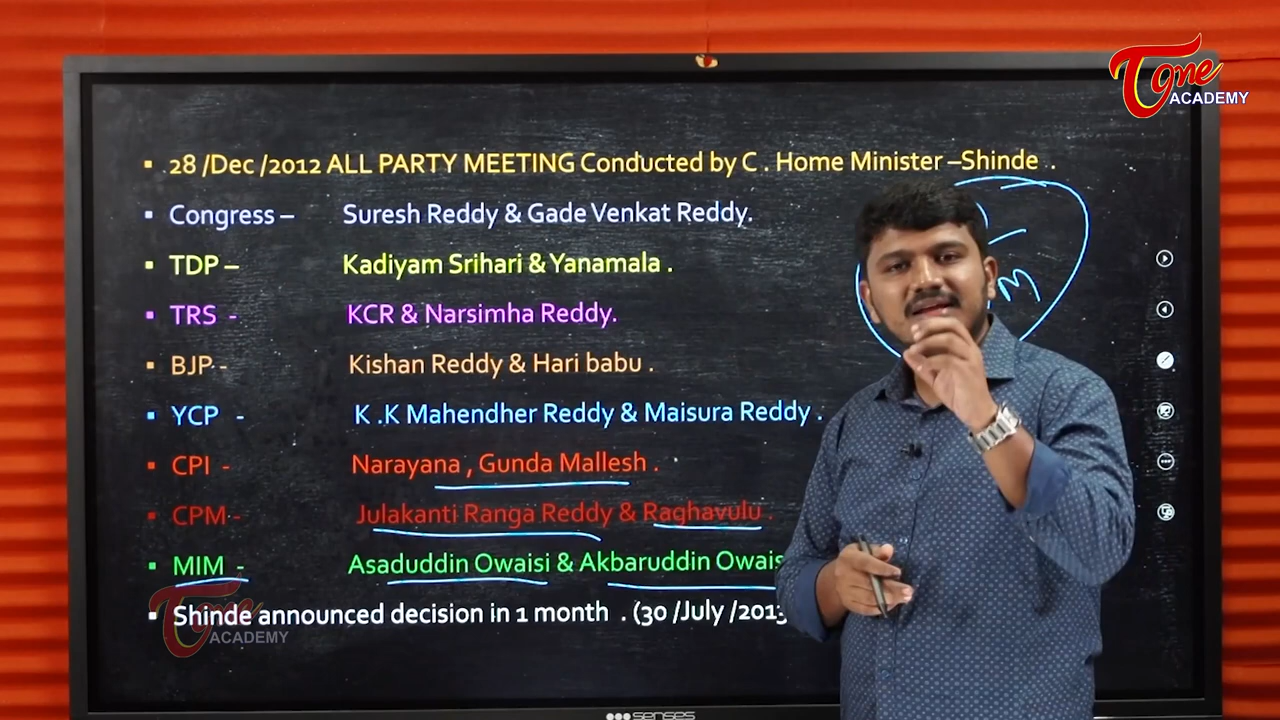 Tone
ACADEMY
28 /Dec /2012 ALL PARTY MEETING Conducted by C . Home Minister –Shinde .
Congress – Suresh Reddy & Gade Venkat Reddy.
TDP – Kadiyam Srihari & Yanamala .
TRS - KCR & Narsimha Reddy.
BJP - Kishan Reddy & Hari babu .
YCP - K .K Mahendher Reddy & Maisura Reddy .
CPI - Narayana , Gunda Mallesh .
CPM - Julakanti Ranga Reddy & Raghavulu .
MIM - Asaduddin Owaisi & Akbaruddin Owais
Shinde announced decision in 1 month . (30 /July /2013
Tone
ACADEMY
senses